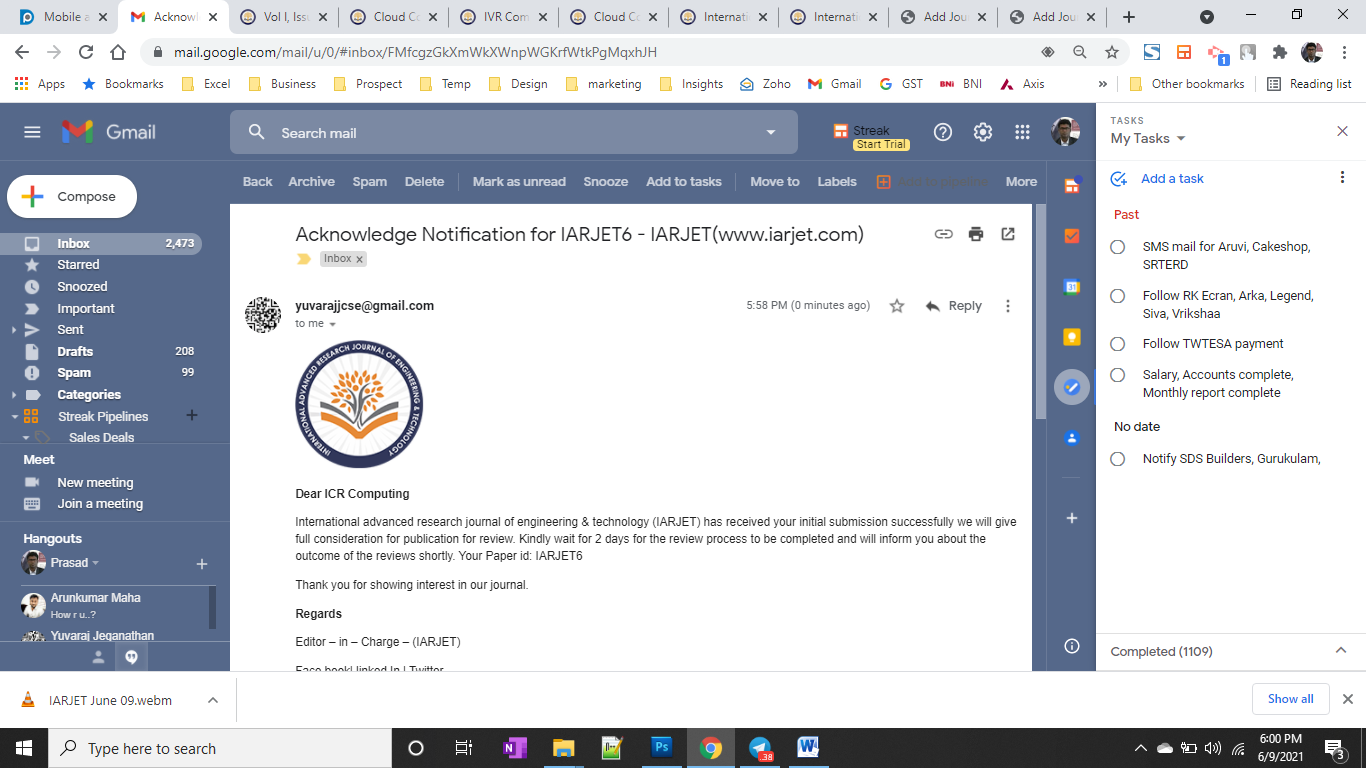 Mobile a
Acknowl
Vol I, Iss
Cloud Co
IVR Com
Cloud Co
Internati
Internati
Add Jou
Add Jou
mail.google.com/mail/u/0/#inbox/FMfcgzGkXmWkXWnpWGKrfWtkPgMqxhJH
1
Apps
Bookmarks
Excel
Business
Prospect
Temp
Design
marketing
Insights
Zoho
Gmail
GST
BNI BNI
Axis
»
Other bookmarks
Reading list
Gmail
Search mail
Streak
Start Trial
TASKS
My Tasks
Back
Archive
Spam
Delete
Mark as unread
Snooze
Add to tasks
Move to
Labels
Add to pipeline
More
Add a task
Compose
Inbox 2,473
Starred
Snoozed
Important
Sent
Drafts 208
Spam 99
Categories
Streak Pipelines
Sales Deals
Meet
New meeting
Join a meeting
Hangouts
Prasad
Arunkumar Maha
How r u..?
Yuvaraj Jeganathan
Acknowledge Notification for IARJET6 - IARJET(www.iarjet.com)
Inbox x
yuvarajjcse@gmail.com
5:58 PM (0 minutes ago)
Reply
to me
INTERNATIONAL ADVANCED RESEARCH JOURNAL OF ENGINEERING & TECHNOLOGY
Dear ICR Computing
International advanced research journal of engineering & technology (IARJET) has received your initial submission successfully we will give
full consideration for publication for review. Kindly wait for 2 days for the review process to be completed and will inform you about the
outcome of the reviews shortly. Your Paper id: IARJET6
Thank you for showing interest in our journal.
Regards
Editor – in – Charge – (IARJET)
Face book| linked In | Twitter
31
Past
SMS mail for Aruvi, Cakeshop,
SRTERD
Follow RK Ecran, Arka, Legend,
Siva, Vrikshaa
Follow TWTESA payment
Salary, Accounts complete,
Monthly report complete
No date
Notify SDS Builders, Gurukulam,
Completed (1109)
IARJET June 09.webm
Show all
Type here to search
Ps
.38
W
6:00 PM
6/9/2021
3